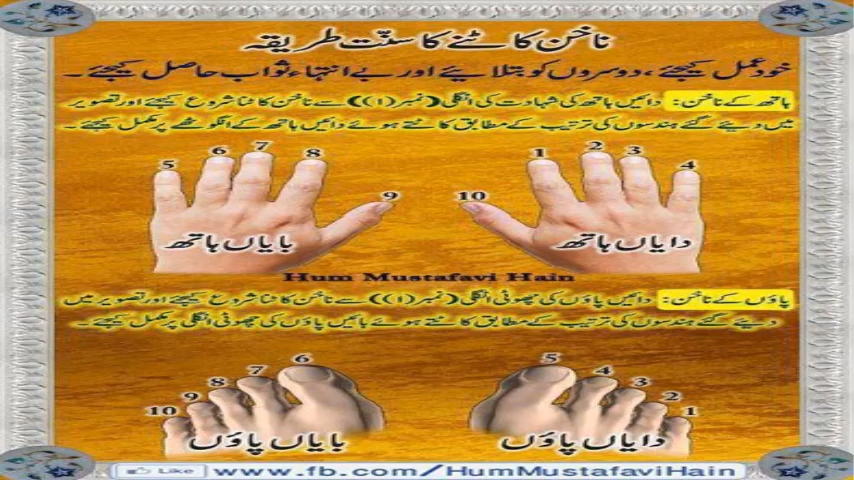 ناخن کاٹنے کا سنّت طریقہ
خود عمل کیجئے، دوسروں کو بتلائیے اور بے انتہاء ثواب حاصل کیجئے۔
ہاتھ کے ناخن: دائیں ہاتھ کی شہادت کی انگلی (نمبر(1)) سے ناخن کاٹنا شروع کیجئے اور تصویر
میں دیئے گئے ہندسوں کی ترتیب کے مطابق کاٹتے ہوئے دائیں ہاتھ کے انگوٹھے پر مکمل کیجئے۔
5 6 7 8 9 10 1 2 3 4
بایاں ہاتھ دایاں ہاتھ
Hum Mustafavi Hain
پاؤں کے ناخن: دائیں پاؤں کی چھوٹی انگلی (نمبر(1)) سے ناخن کاٹنا شروع کیجئے اور تصویر میں
دیئے گئے ہندسوں کی ترتیب کے مطابق کاٹتے ہوئے بائیں پاؤں کی چھوٹی انگلی پر مکمل کیجئے۔
10 9 8 7 6 5 4 3 2 1
بایاں پاؤں دایاں پاؤں
Like www.fb.com/HumMustafaviHain